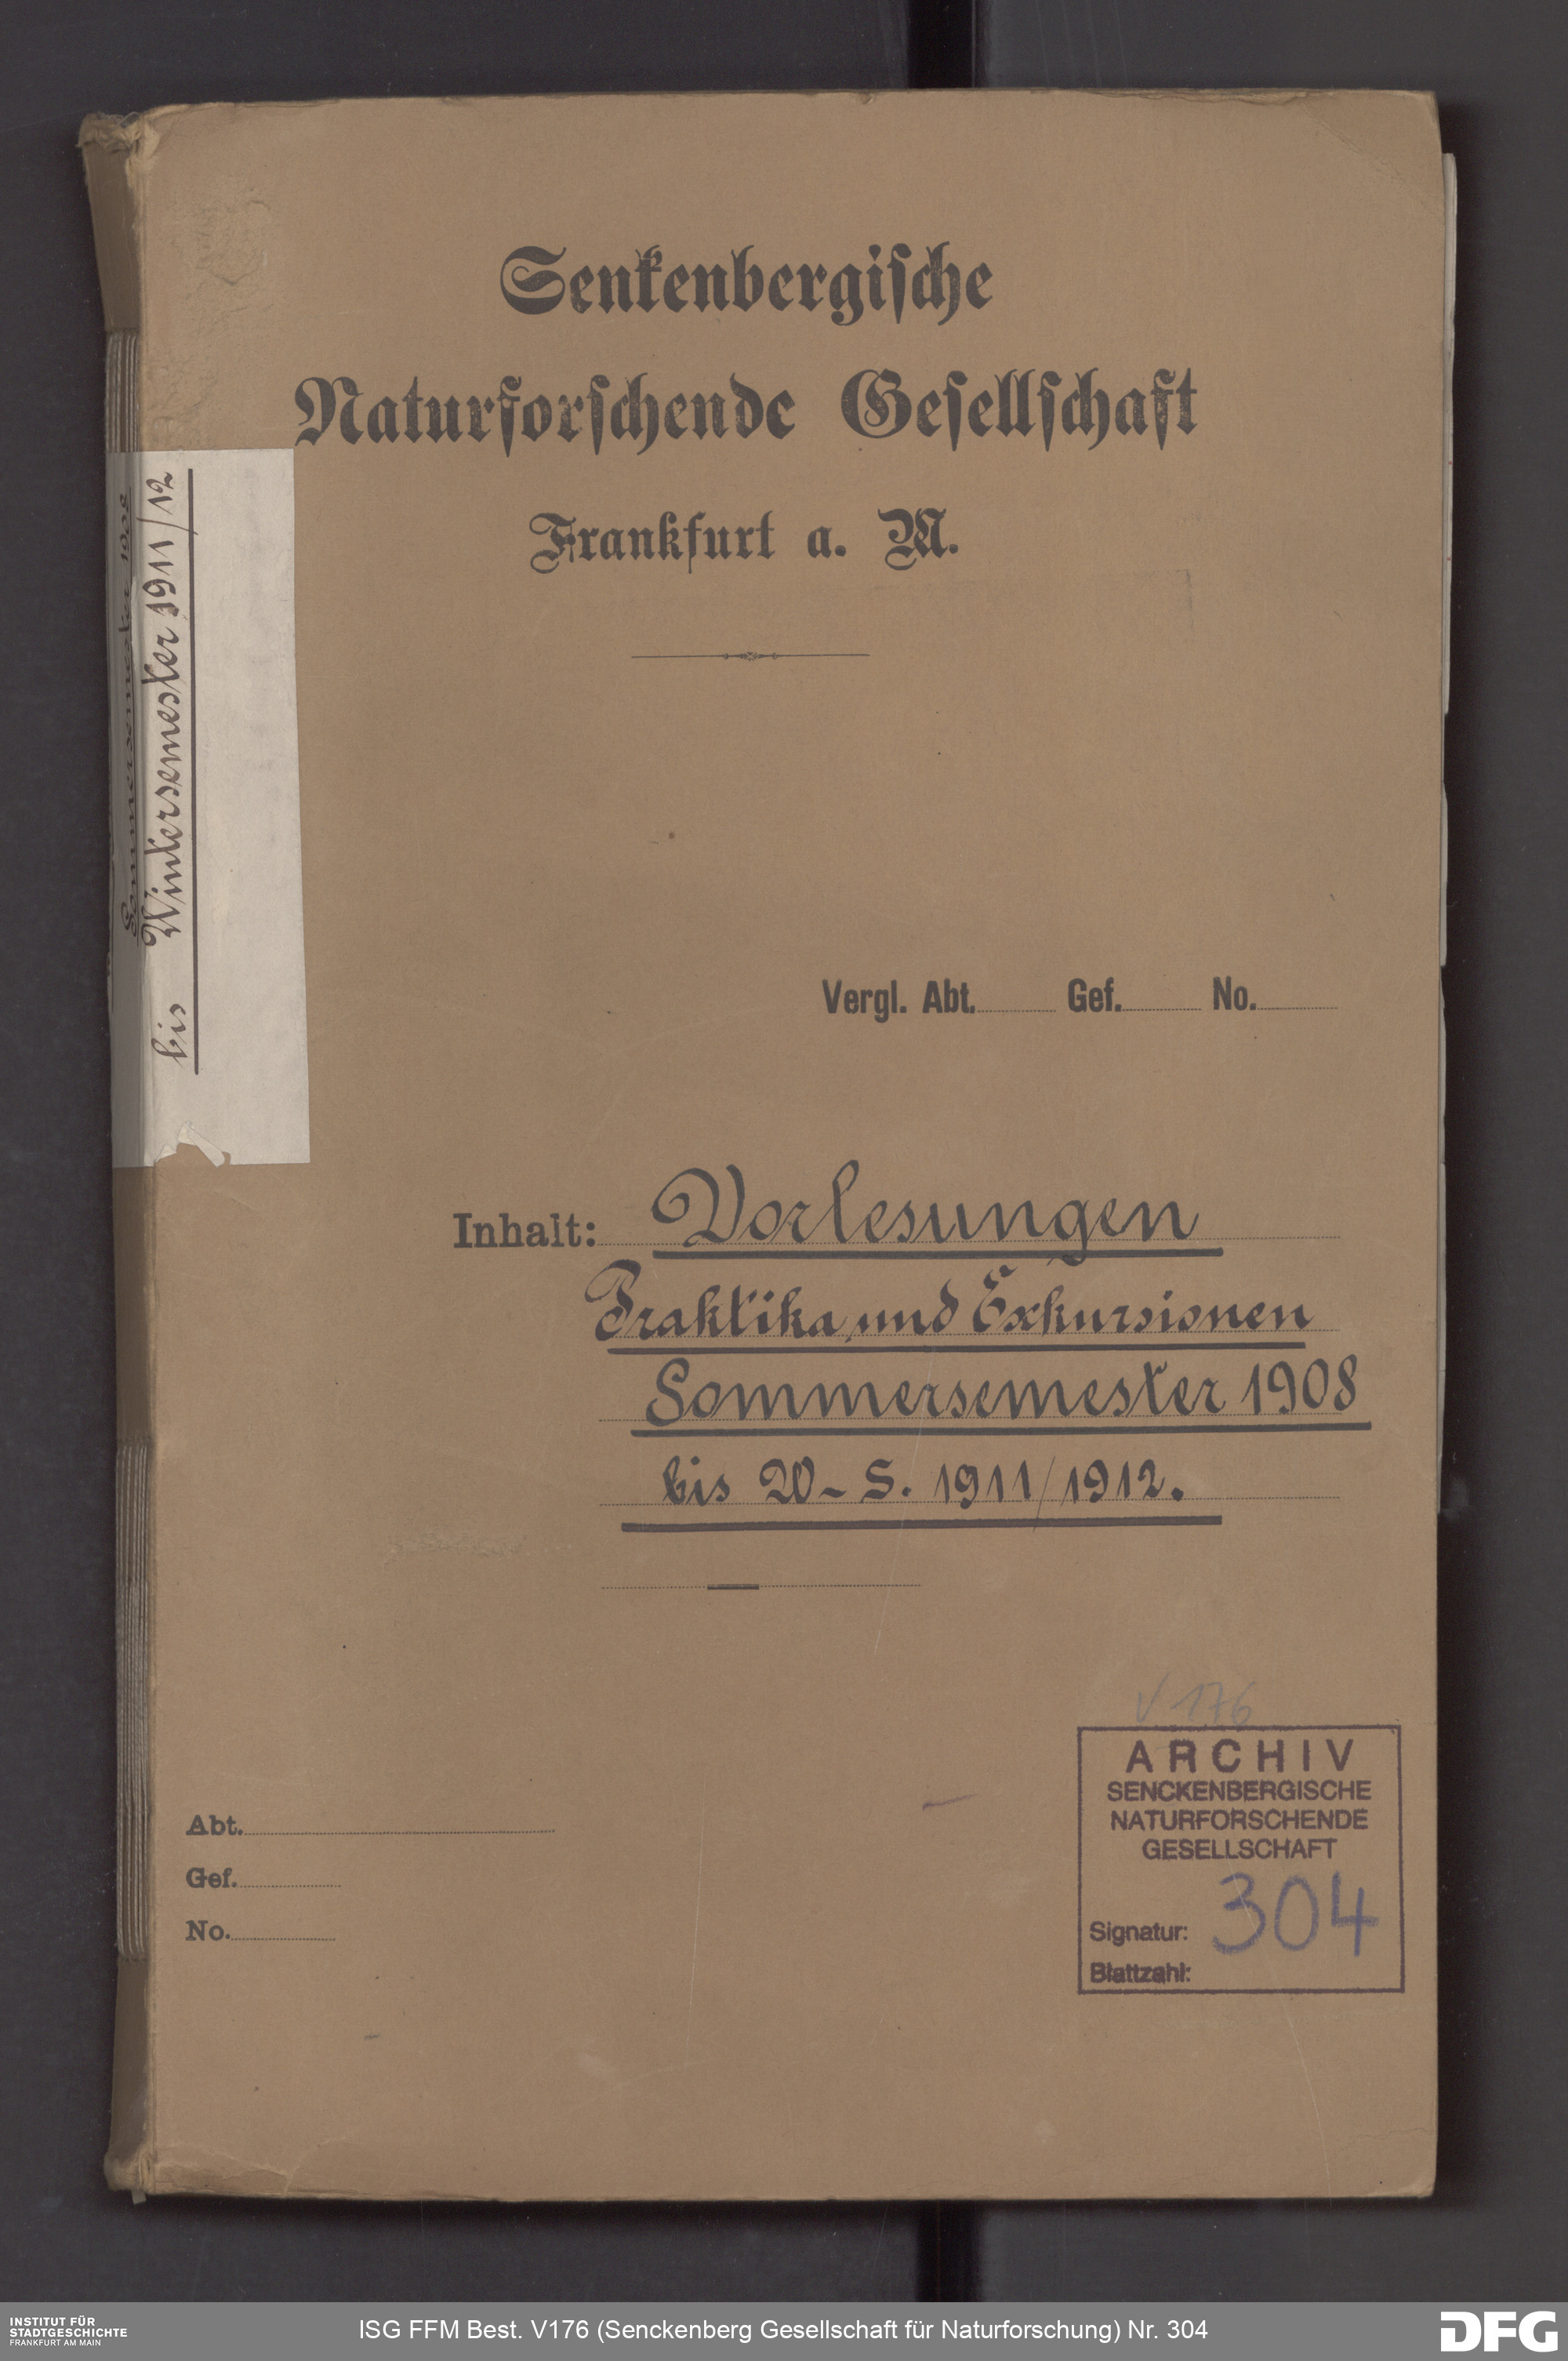 Senkenbergische
Naturforschende Gesellschaft
Frankfurt a. M.
Sommersemester 1908
bis Wintersemester 1911/12
Vergl. Abt. Gef. No.
Inhalt: Vorlesungen
Praktika und Exkursionen
Sommersemester 1908
bis W-S. 1911/1912.
V 176
ARCHIV
SENCKENBERGISCHE
NATURFORSCHENDE
GESELLSCHAFT
Signatur: 304
Blattzahl:
Abt.
Gef.
No.
INSTITUT FÜR
STADTGESCHICHTE
FRANKFURT AM MAIN
ISG FFM Best. V176 (Senckenberg Gesellschaft für Naturforschung) Nr. 304
DFG